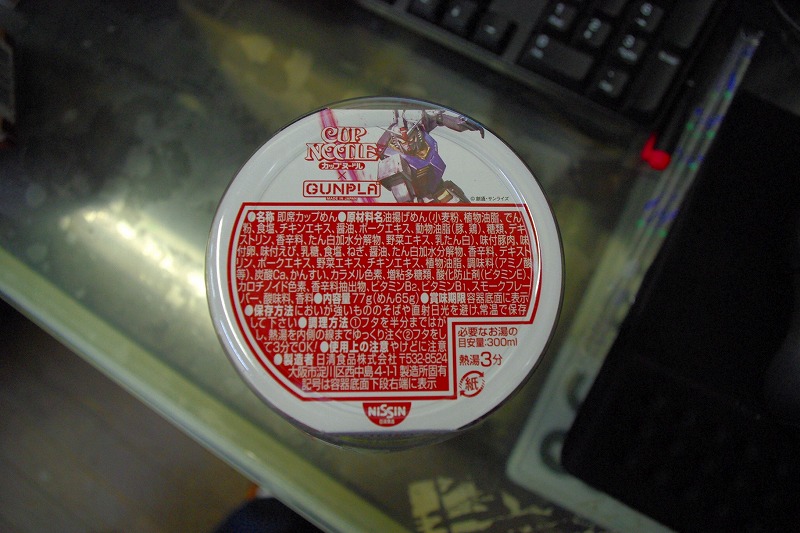 CUP
NOODLE
カップヌードル
GUNPLA
MADE IN JAPAN
© 創通・サンライズ
●名称 即席カップめん●原材料名 油揚げめん(小麦粉、植物油脂、でん
粉、食塩、チキンエキス、醤油、ポークエキス、動物油脂(豚、鶏)、糖類、デキ
ストリン、香辛料、たん白加水分解物、野菜エキス、乳たん白)、味付豚肉、味
付卵、味付えび、乳糖、食塩、ねぎ、醤油、たん白加水分解物、香辛料、デキスト
リン、ポークエキス、野菜エキス、チキンエキス、植物油脂、調味料(アミノ酸
等)、炭酸Ca、かんすい、カラメル色素、増粘多糖類、酸化防止剤(ビタミンE)、
カロチノイド色素、香辛料抽出物、ビタミンB2、ビタミンB1、スモークフレー
バー、酸味料、香料●内容量 77g(めん65g)●賞味期限 容器底面に表示
●保存方法 においが強いもののそばや直射日光を避け、常温で保存
して下さい●調理方法 ①フタを半分まではが
し、熱湯を内側の線までゆっくり注ぐ②フタをし
て3分でOK!●使用上の注意 やけどに注意
●製造者 日清食品株式会社 〒532-8524
大阪市淀川区西中島4-1-1 製造所固有
記号は容器底面下段右端に表示
必要なお湯の
目安量:300ml
熱湯3分
紙
NISSIN
日清食品